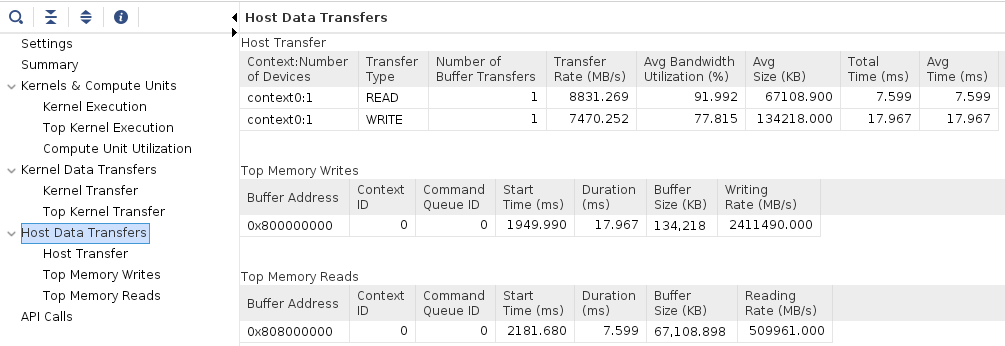 Host Data Transfers
Settings
Summary
Kernels & Compute Units
Kernel Execution
Top Kernel Execution
Compute Unit Utilization
Kernel Data Transfers
Kernel Transfer
Top Kernel Transfer
Host Data Transfers
Host Transfer
Top Memory Writes
Top Memory Reads
API Calls
Host Transfer
Context:Number of Devices Transfer Type Number of Buffer Transfers Transfer Rate (MB/s) Avg Bandwidth Utilization (%) Avg Size (KB) Total Time (ms) Avg Time (ms)
context0:1 READ 1 8831.269 91.992 67108.900 7.599 7.599
context0:1 WRITE 1 7470.252 77.815 134218.000 17.967 17.967
Top Memory Writes
Buffer Address Context ID Command Queue ID Start Time (ms) Duration (ms) Buffer Size (KB) Writing Rate (MB/s)
0x800000000 0 0 1949.990 17.967 134,218 2411490.000
Top Memory Reads
Buffer Address Context ID Command Queue ID Start Time (ms) Duration (ms) Buffer Size (KB) Reading Rate (MB/s)
0x808000000 0 0 2181.680 7.599 67,108.898 509961.000